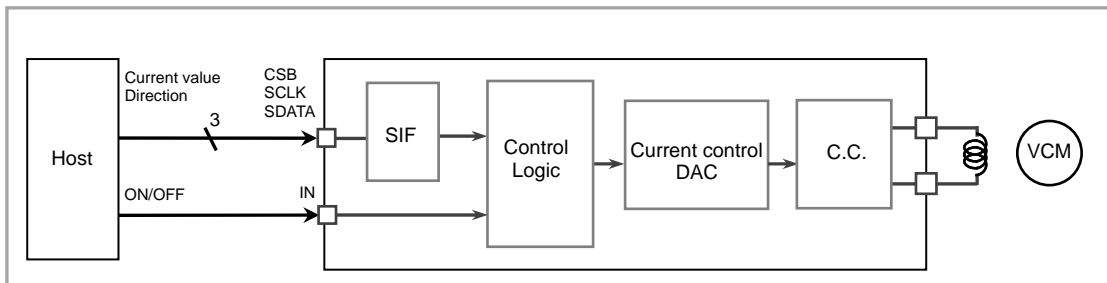 Host
Current value
Direction
3
CSB
SCLK
SDATA
ON/OFF
IN
SIF
Control
Logic
Current control
DAC
C.C.
VCM